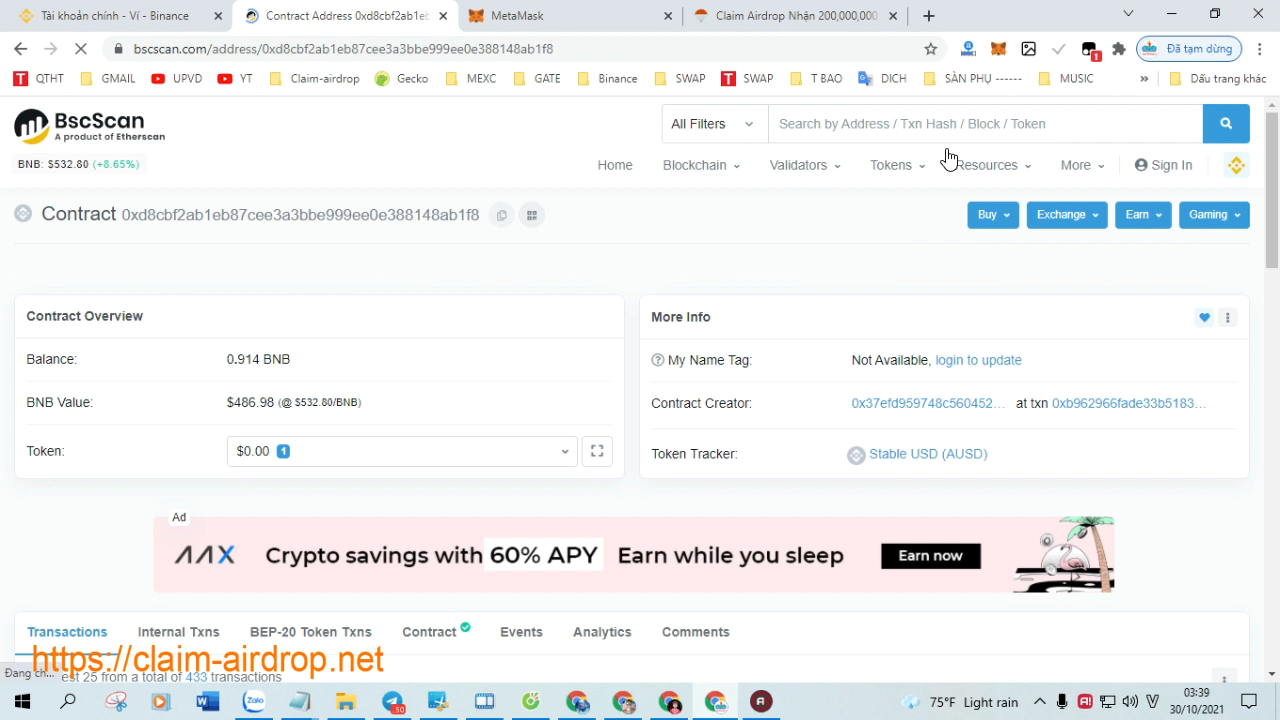 Tài khoản chính - Ví - Binance
Contract Address 0xd8cbf2ab1eb
MetaMask
Claim Airdrop Nhận 200,000,000
bscscan.com/address/0xd8cbf2ab1eb87cee3a3bbe999ee0e388148ab1f8
1
Đã tạm dừng
QTHT
GMAIL
UPVD
YT
Claim-airdrop
Gecko
MEXC
GATE
Binance
SWAP
SWAP
T BAO
DICH
SÀN PHỤ ------
MUSIC
»
Dấu trang khác
BscScan
A product of Etherscan
All Filters
Search by Address / Txn Hash / Block / Token
BNB: $532.80 (+8.65%)
Home
Blockchain
Validators
Tokens
Resources
More
Sign In
Contract 0xd8cbf2ab1eb87cee3a3bbe999ee0e388148ab1f8
Buy
Exchange
Earn
Gaming
Contract Overview
Balance:
0.914 BNB
BNB Value:
$486.98 (@ $532.80/BNB)
Token:
$0.00 1
More Info
My Name Tag:
Not Available, login to update
Contract Creator:
0x37efd959748c560452... at txn 0xb962966fade33b5183...
Token Tracker:
Stable USD (AUSD)
Ad
AAX
Crypto savings with 60% APY Earn while you sleep
Earn now
Transactions
Internal Txns
BEP-20 Token Txns
Contract
Events
Analytics
Comments
https://claim-airdrop.net
Đang ch...
est 25 from a total of 433 transactions
Zalo
50
75°F Light rain
03:39
30/10/2021